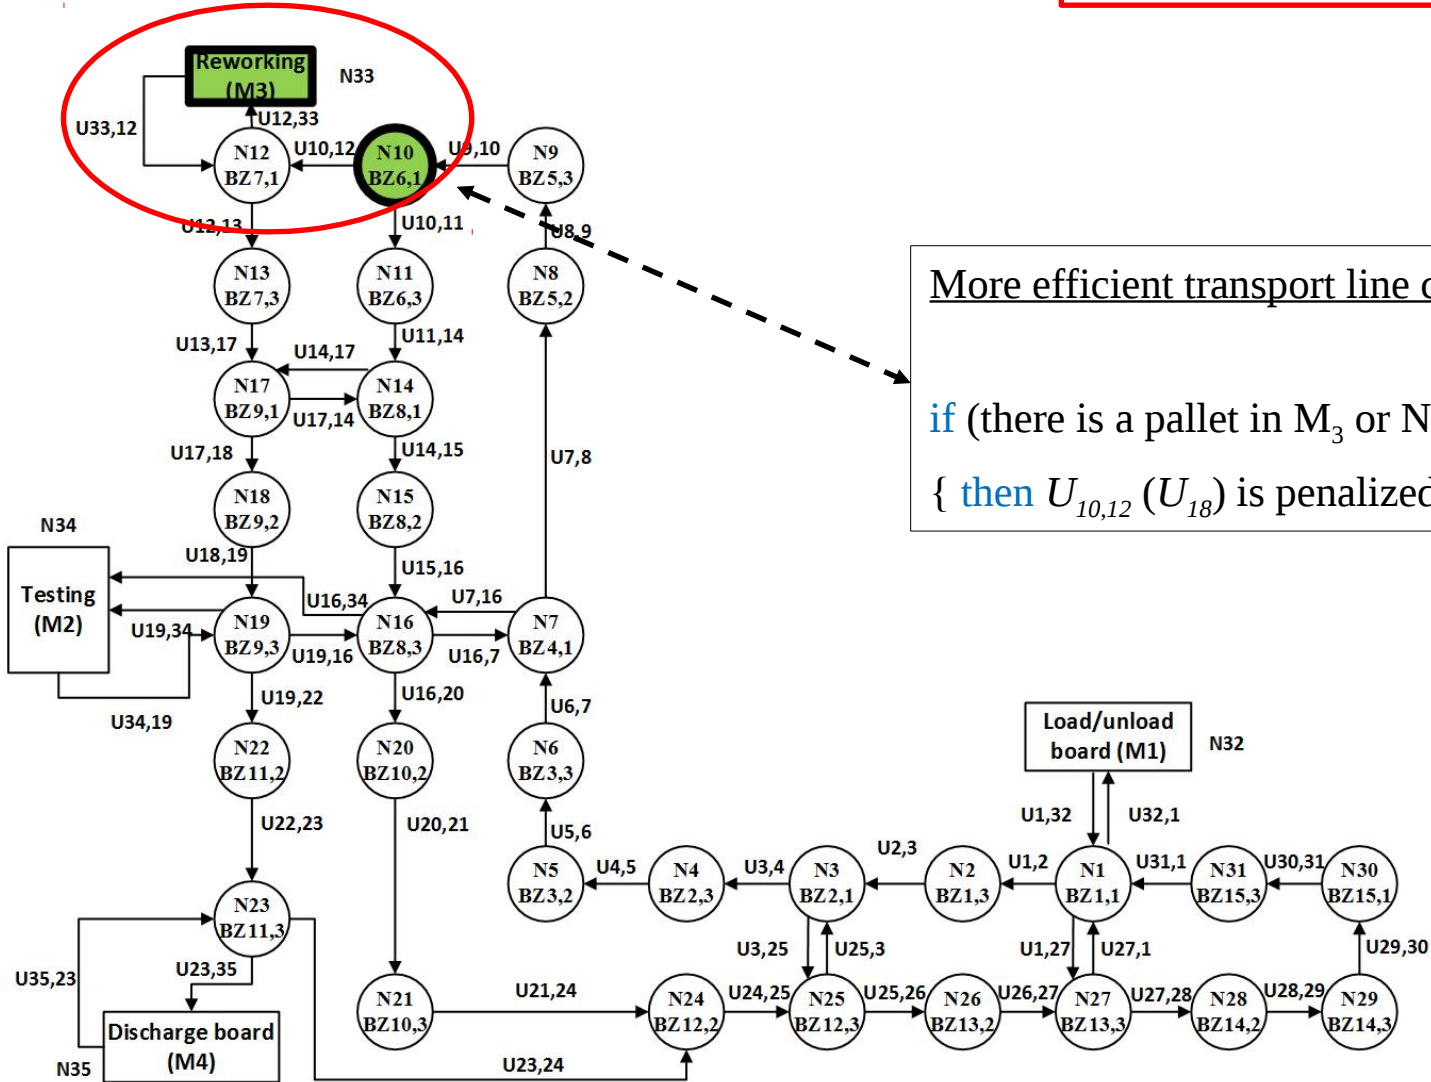 Reworking
(M3)
N33
U33,12
U12,33
N12
BZ7,1
U10,12
N10
BZ6,1
U9,10
N9
BZ5,3
U12,13
U10,11
U8,9
N13
BZ7,3
N11
BZ6,3
N8
BZ5,2
More efficient transport line
if (there is a pallet in M3 or N
{ then U10,12 (U18) is penalized
U13,17
U14,17
U11,14
N17
BZ9,1
N14
BZ8,1
U17,14
U17,18
U14,15
U7,8
N18
BZ9,2
N15
BZ8,2
N34
U18,19
U15,16
Testing
(M2)
U16,34
U7,16
U19,34
N19
BZ9,3
N16
BZ8,3
N7
BZ4,1
U19,16
U16,7
U34,19
U19,22
U16,20
U6,7
N22
BZ11,2
N20
BZ10,2
N6
BZ3,3
Load/unload
board (M1)
N32
U22,23
U20,21
U5,6
U1,32
U32,1
N5
BZ3,2
U4,5
N4
BZ2,3
U3,4
N3
BZ2,1
U2,3
N2
BZ1,3
U1,2
N1
BZ1,1
U31,1
N31
BZ15,3
U30,31
N30
BZ15,1
N23
BZ11,3
U35,23
U23,35
U3,25
U25,3
U1,27
U27,1
U29,30
N21
BZ10,3
U21,24
N24
BZ12,2
U24,25
N25
BZ12,3
U25,26
N26
BZ13,2
U26,27
N27
BZ13,3
U27,28
N28
BZ14,2
U28,29
N29
BZ14,3
Discharge board
(M4)
N35
U23,24